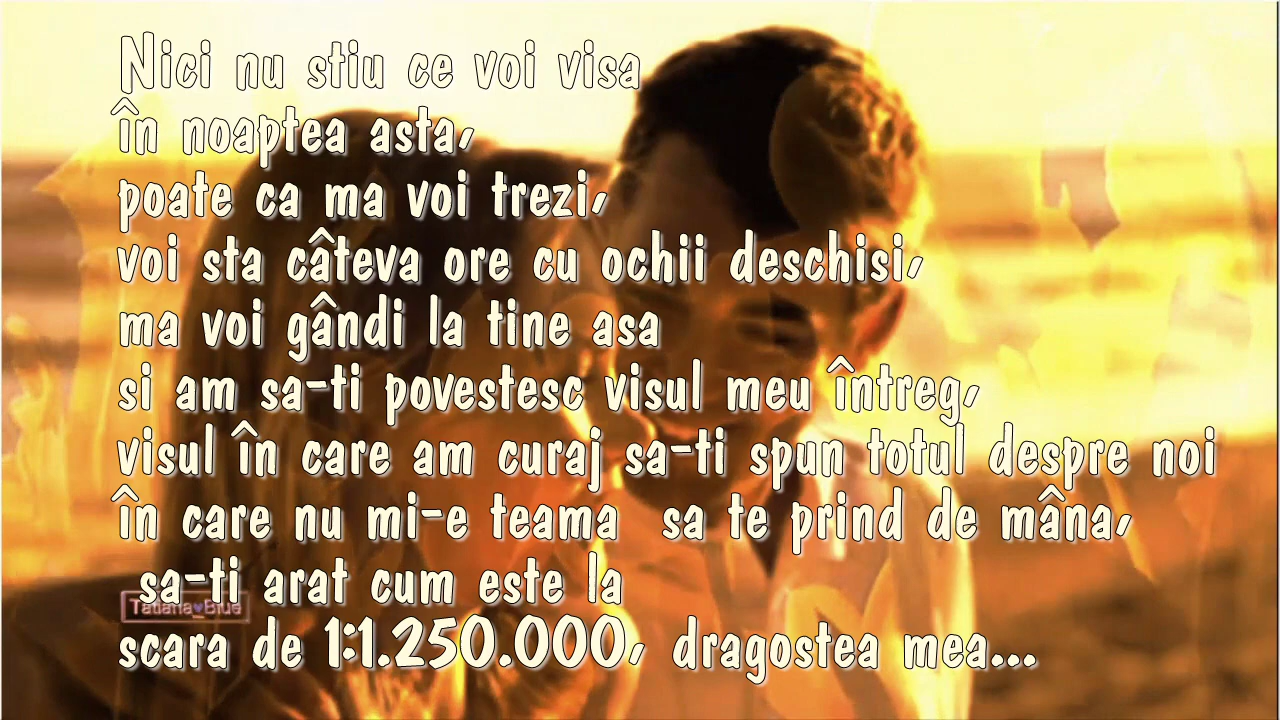 Nici nu stiu ce voi visa
în noaptea asta,
poate ca ma voi trezi,
voi sta câteva ore cu ochii deschisi,
ma voi gândi la tine asa
si am sa-ti povestesc visul meu întreg,
visul în care am curaj sa-ti spun totul despre noi
în care nu mi-e teama sa te prind de mâna,
sa-ti arat cum este la
Tatiana♥Blue
scara de 1:1.250.000, dragostea mea...